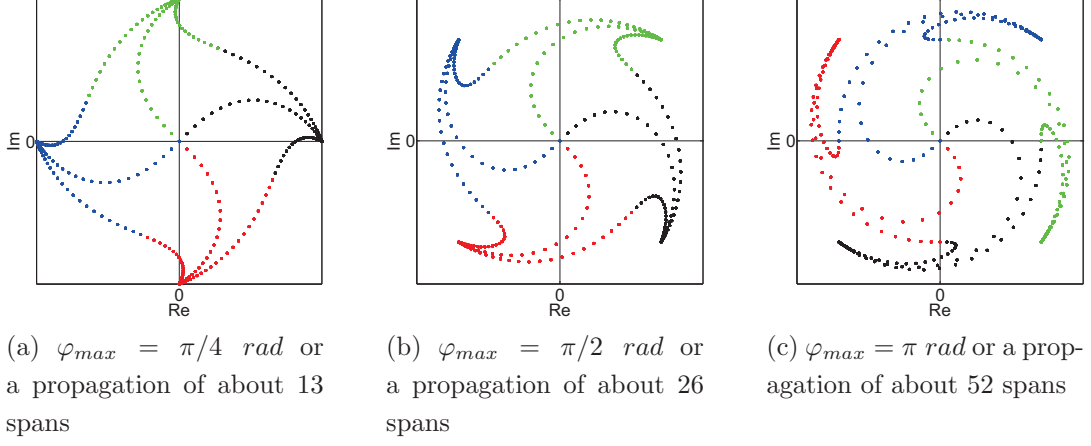 Im 0
0
Re
Im 0
0
Re
Im 0
0
Re
(a) φmax = π/4 rad or
a propagation of about 13
spans
(b) φmax = π/2 rad or
a propagation of about 26
spans
(c) φmax = π rad or a prop-
agation of about 52 spans